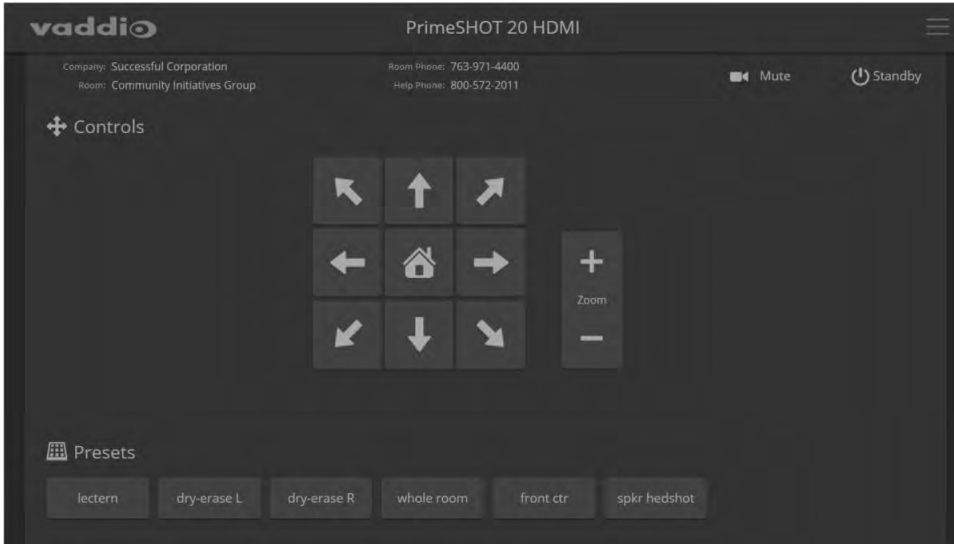 vaddio
PrimeSHOT 20 HDMI
Company: Successful Corporation
Room: Community Initiatives Group
Room Phone: 763-971-4400
Help Phone: 800-572-2011
Mute
Standby
Controls
+
Zoom
−
Presets
lectern
dry-erase L
dry-erase R
whole room
front ctr
spkr hedshot